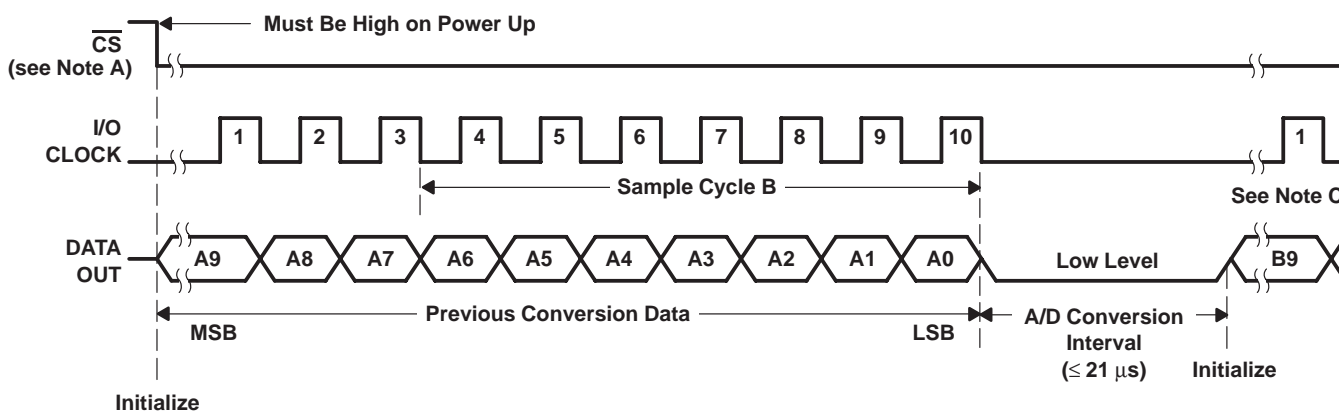 Must Be High on Power Up
CS
(see Note A)
I/O
CLOCK
1 2 3 4 5 6 7 8 9 10 1
Sample Cycle B
See Note C
DATA
OUT
A9 A8 A7 A6 A5 A4 A3 A2 A1 A0 Low Level B9
Previous Conversion Data
MSB LSB
A/D Conversion
Interval
(≤ 21 μs)
Initialize
Initialize